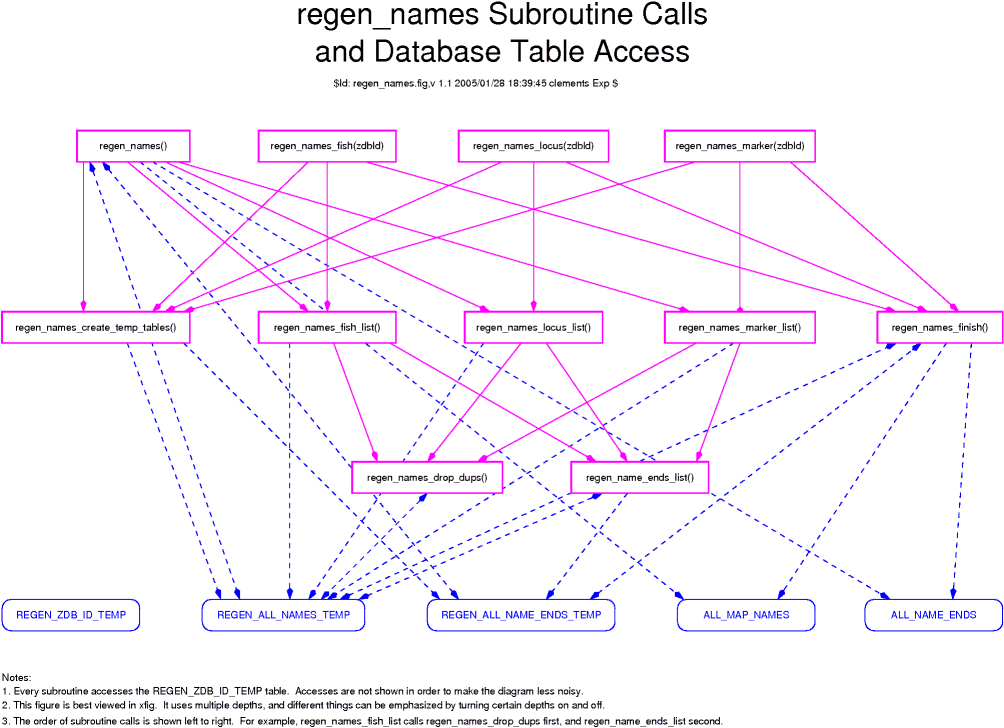 regen_names Subroutine Calls
and Database Table Access
$Id: regen_names.fig,v 1.1 2005/01/28 18:39:45 clements Exp $
regen_names()
regen_names_fish(zdbId)
regen_names_locus(zdbId)
regen_names_marker(zdbId)
regen_names_create_temp_tables()
regen_names_fish_list()
regen_names_locus_list()
regen_names_marker_list()
regen_names_finish()
regen_names_drop_dups()
regen_name_ends_list()
REGEN_ZDB_ID_TEMP
REGEN_ALL_NAMES_TEMP
REGEN_ALL_NAME_ENDS_TEMP
ALL_MAP_NAMES
ALL_NAME_ENDS
Notes:
1. Every subroutine accesses the REGEN_ZDB_ID_TEMP table.  Accesses are not shown in order to make the diagram less noisy.
2. This figure is best viewed in xfig.  It uses multiple depths, and different things can be emphasized by turning certain depths on and off.
3. The order of subroutine calls is shown left to right.  For example, regen_names_fish_list calls regen_names_drop_dups first, and regen_name_ends_list second.